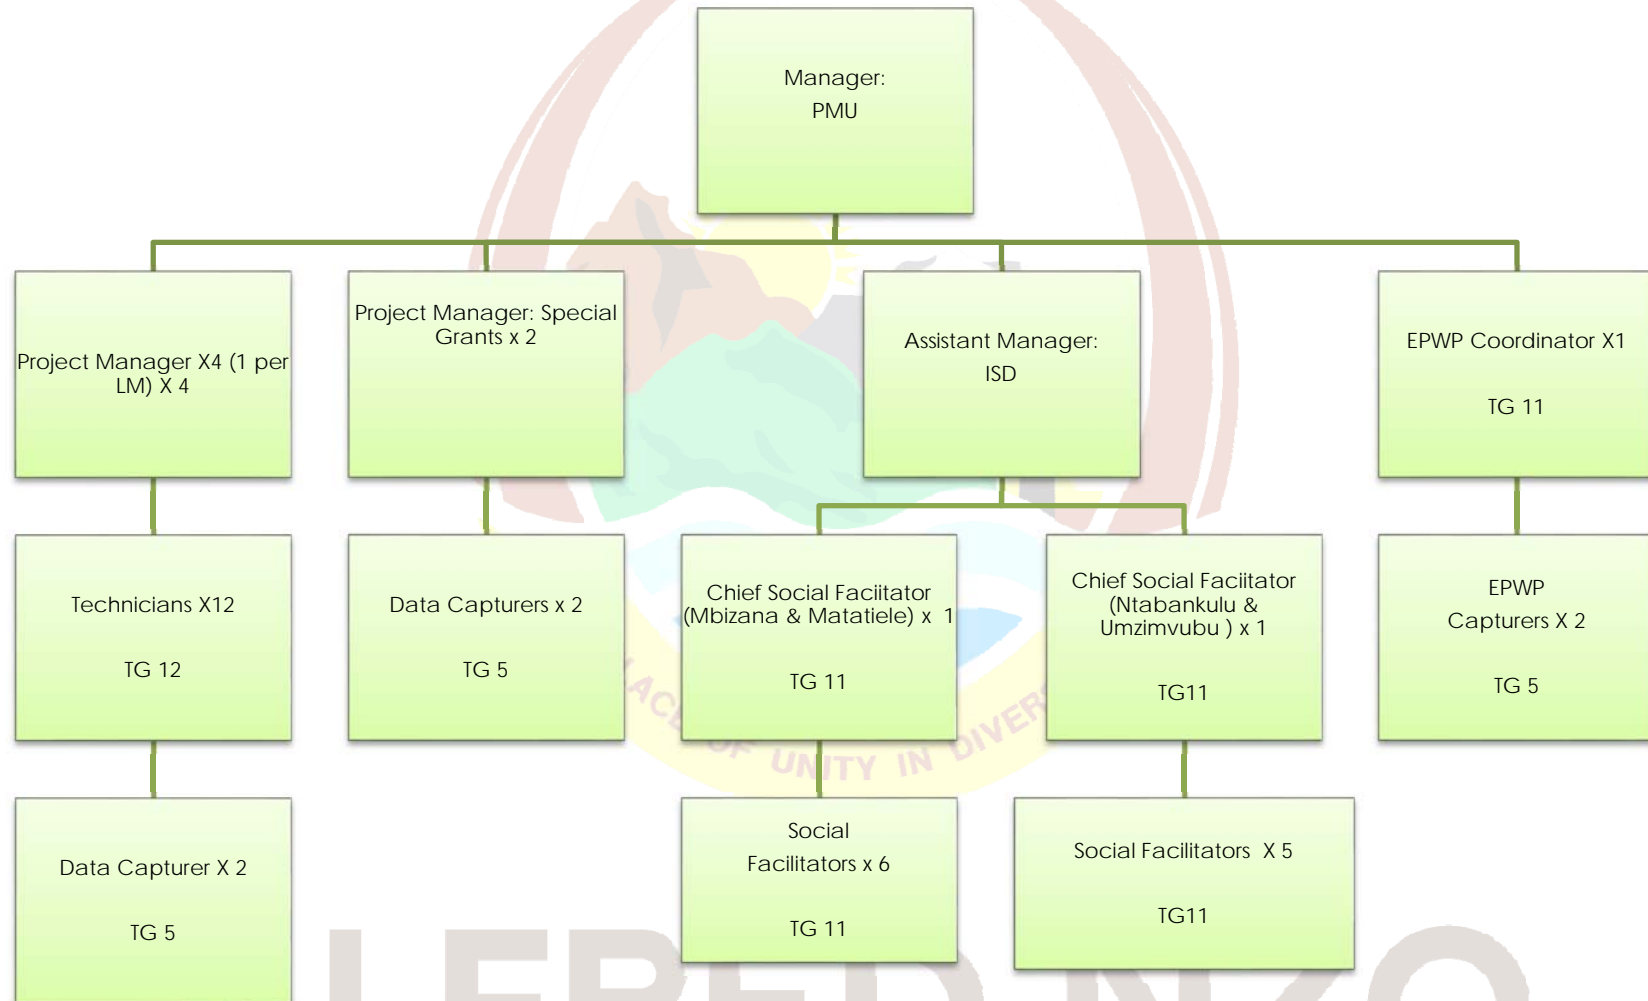 Manager:
PMU
Project Manager X4 (1 per
LM) X 4
Project Manager: Special
Grants x 2
Assistant Manager:
ISD
EPWP Coordinator X1
TG 11
Technicians X12
TG 12
Data Capturers x 2
TG 5
Chief Social Faciitator
(Mbizana & Matatiele) x 1
TG 11
Chief Social Faciitator
(Ntabankulu &
Umzimvubu ) x 1
TG11
EPWP
Capturers X 2
TG 5
Data Capturer X 2
TG 5
Social
Facilitators x 6
TG 11
Social Facilitators X 5
TG11
OF UNITY IN